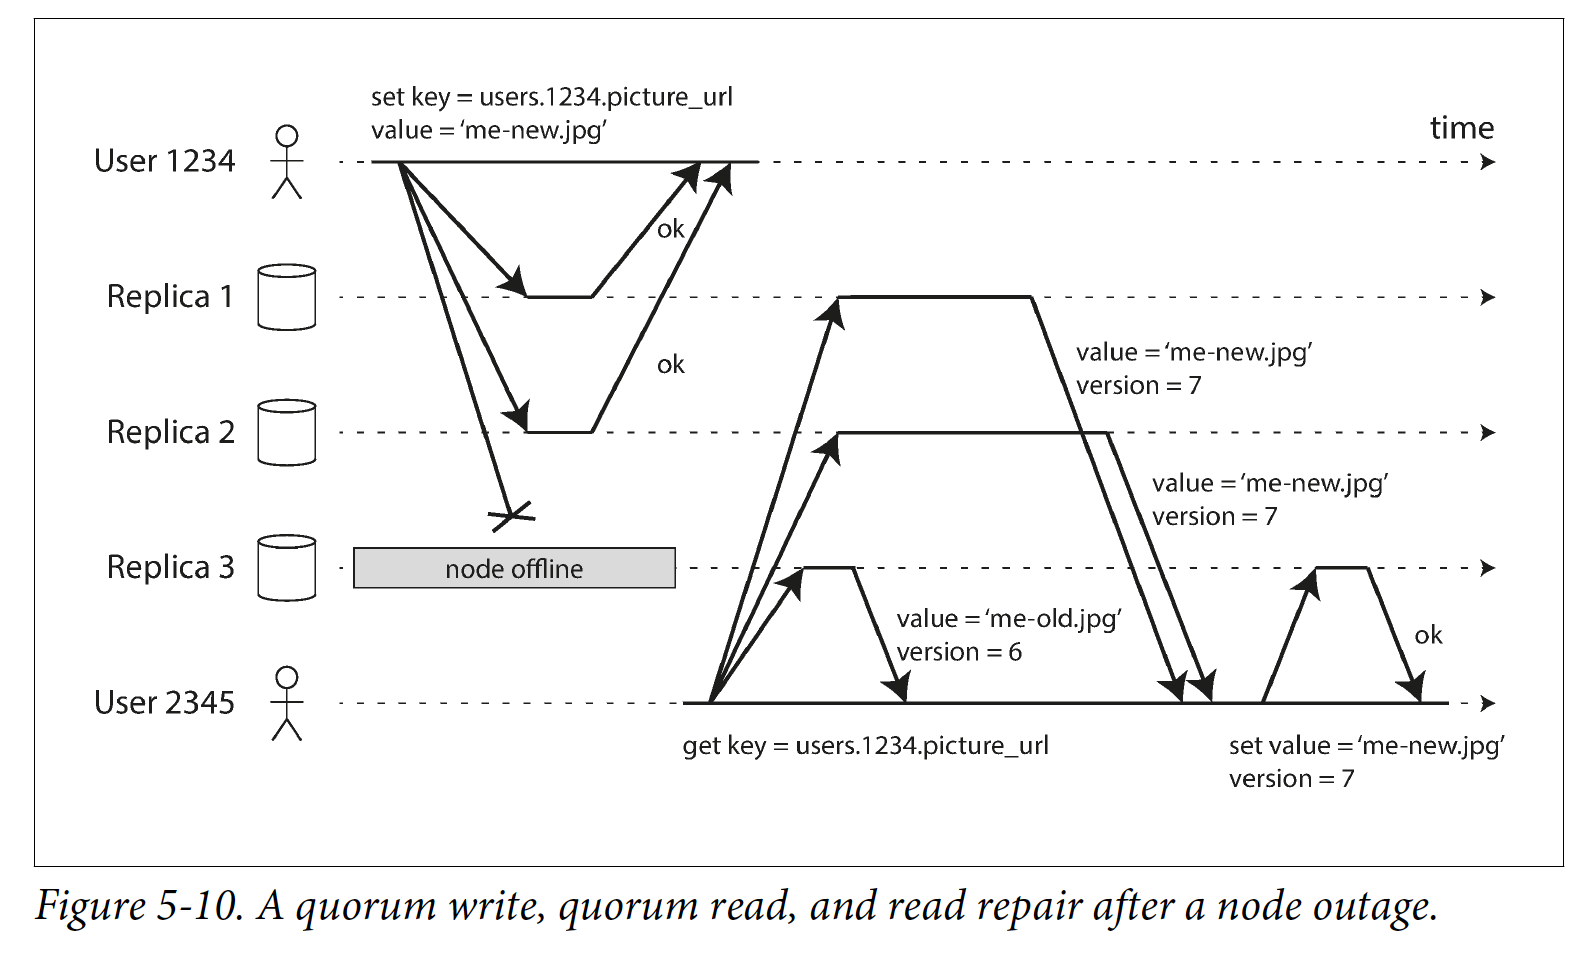 set key = users.1234.picture_url
value = ‘me-new.jpg’
time
User 1234
ok
Replica 1
value = ‘me-new.jpg’
version = 7
ok
Replica 2
value = ‘me-new.jpg’
version = 7
Replica 3
node offline
value = ‘me-old.jpg’
version = 6
ok
User 2345
get key = users.1234.picture_url
set value = ‘me-new.jpg’
version = 7
Figure 5-10. A quorum write, quorum read, and read repair after a node outage.